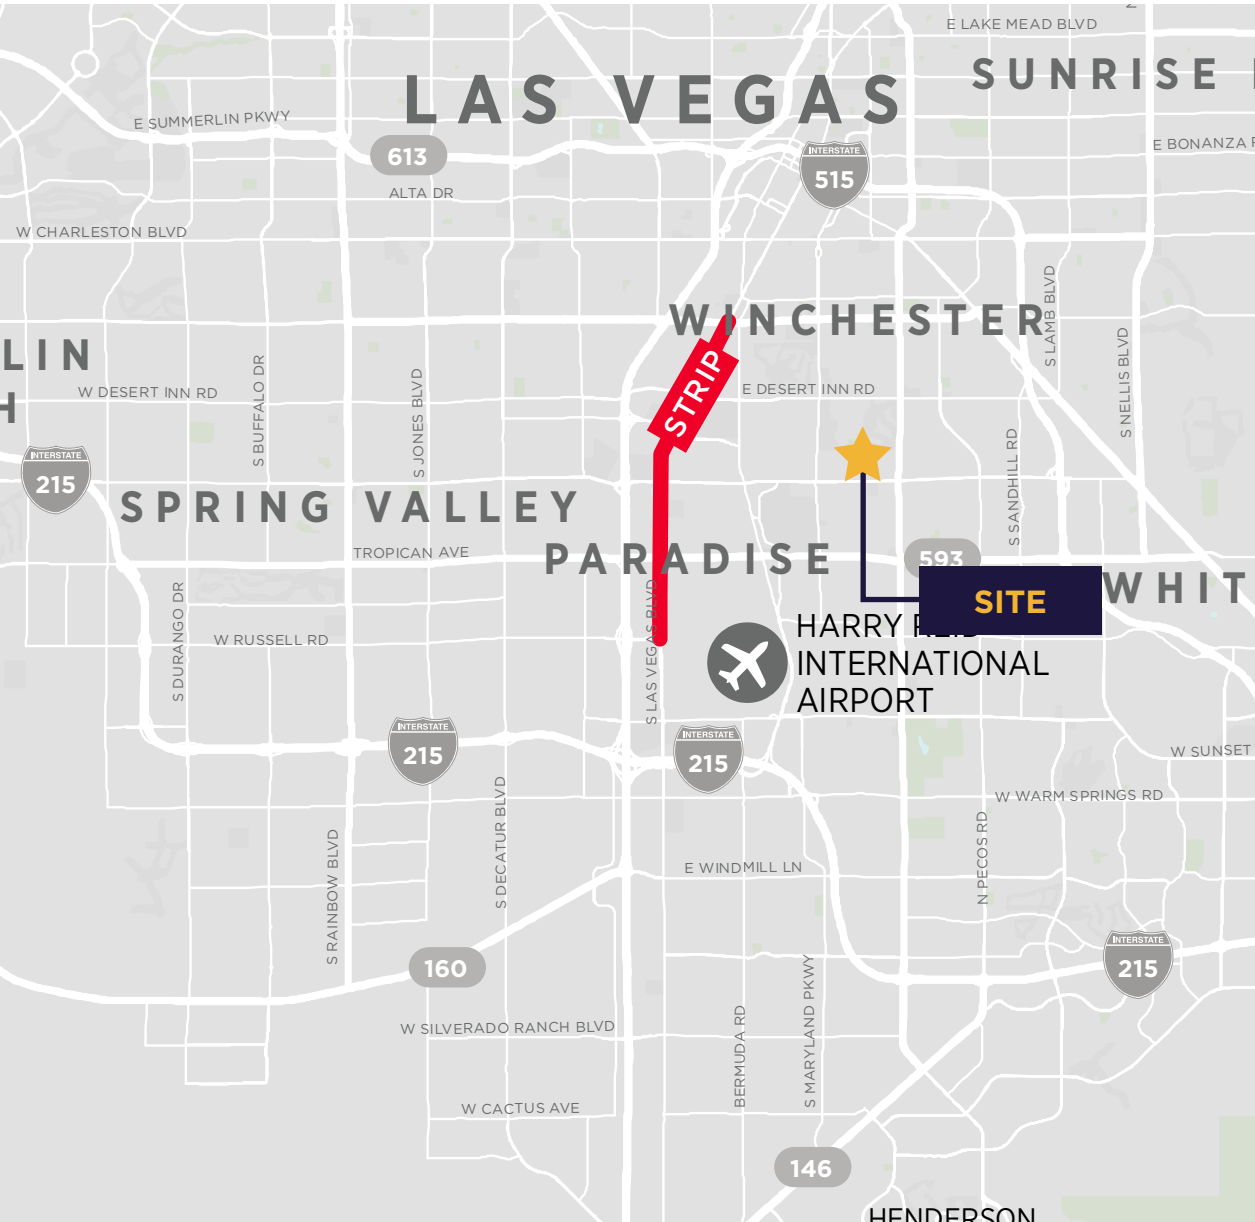 E LAKE MEAD BLVD
SUNRISE
LAS VEGAS
E SUMMERLIN PKWY
613
INTERSTATE
515
E BONANZA
ALTA DR
W CHARLESTON BLVD
WINCHESTER
S LAMB BLVD
LIN
H
STRIP
S NELLIS BLVD
W DESERT INN RD
S BUFFALO DR
S JONES BLVD
E DESERT INN RD
S SANDHILL RD
INTERSTATE
215
SPRING VALLEY
TROPICAN AVE
PARADISE
593
SITE
WHIT
S DURANGO DR
W RUSSELL RD
S LAS VEGAS BLVD
HARRY REID
INTERNATIONAL
AIRPORT
INTERSTATE
215
INTERSTATE
215
W SUNSET
W WARM SPRINGS RD
S DECATUR BLVD
S RAINBOW BLVD
E WINDMILL LN
N PECOS RD
160
INTERSTATE
215
S MARYLAND PKWY
BERMUDA RD
W SILVERADO RANCH BLVD
W CACTUS AVE
146
HENDERSON